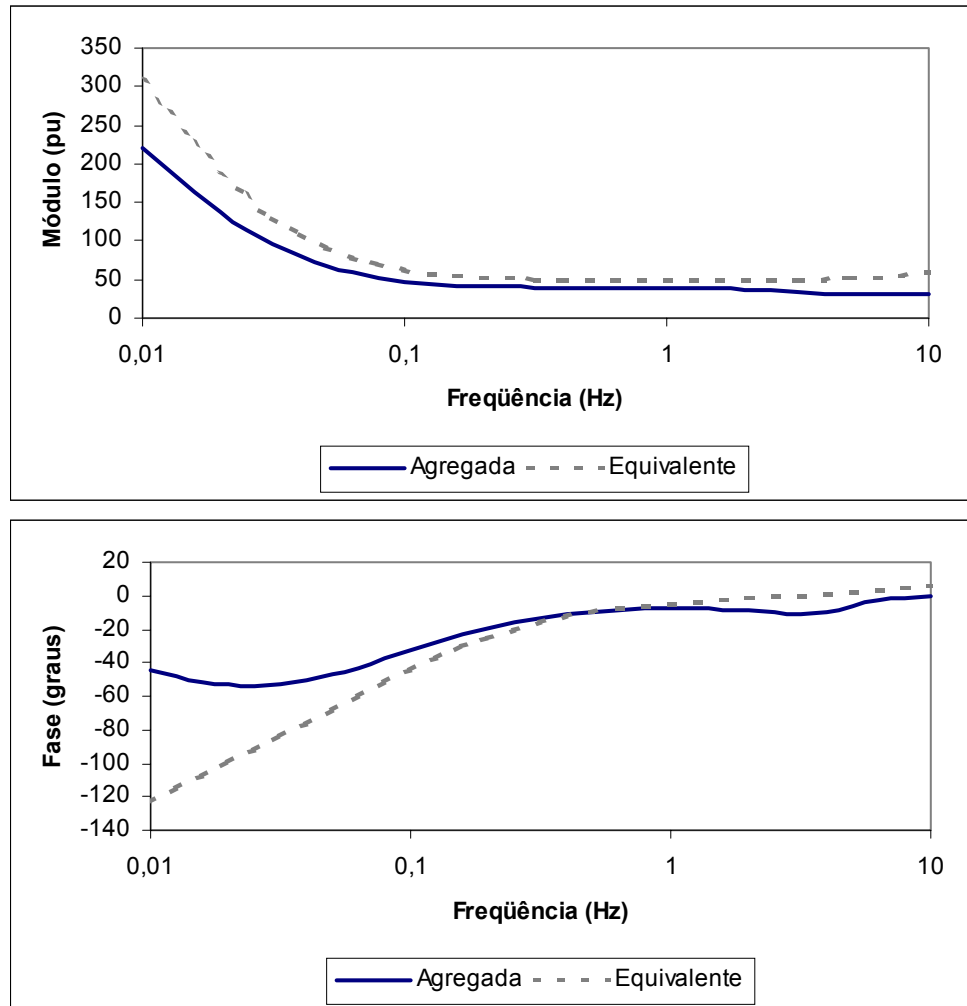 350
300
250
200
150
100
50
0
Módulo (pu)
0,01 0,1 1 10
Freqüência (Hz)
Agregada Equivalente
20
0
-20
-40
-60
-80
-100
-120
-140
Fase (graus)
0,01 0,1 1 10
Freqüência (Hz)
Agregada Equivalente